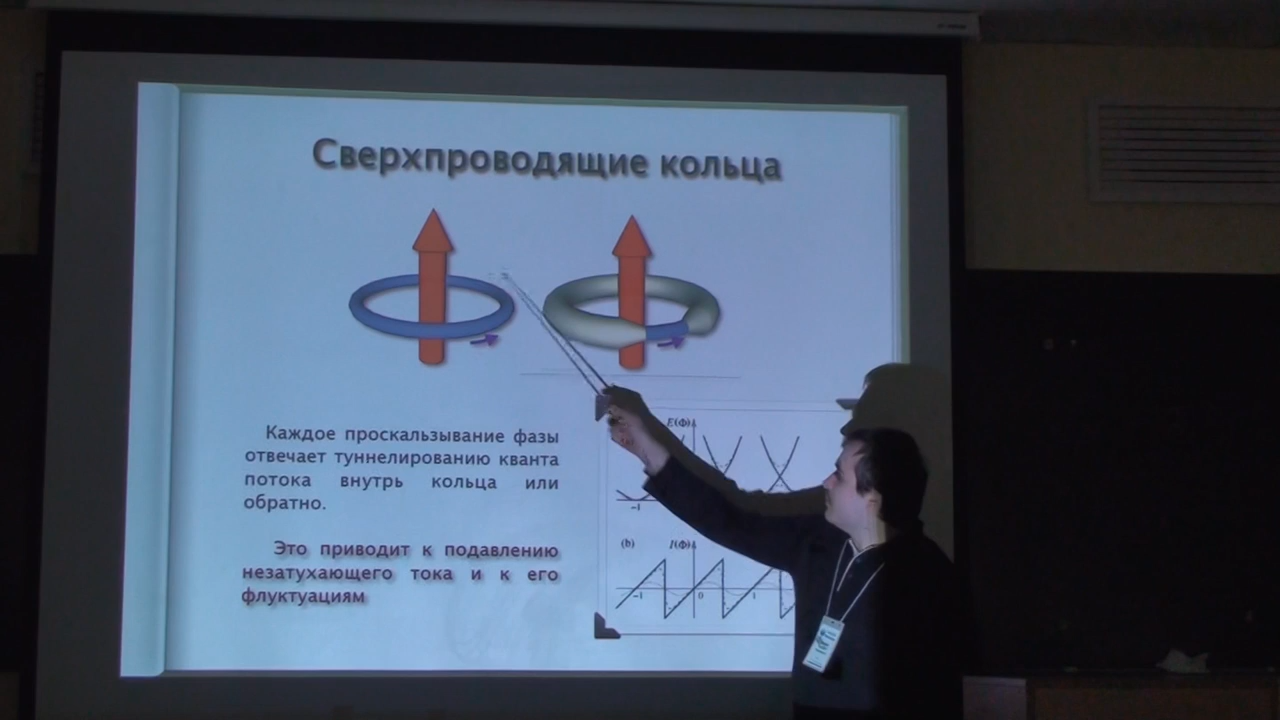 Сверхпроводящие кольца
Каждое проскальзывание фазы
отвечает туннелированию кванта
потока внутрь кольца или
обратно.
Это приводит к подавлению
незатухающего тока и к его
флуктуациям
E(Φ)
-1
(b)
I(Φ)
-1 0 1